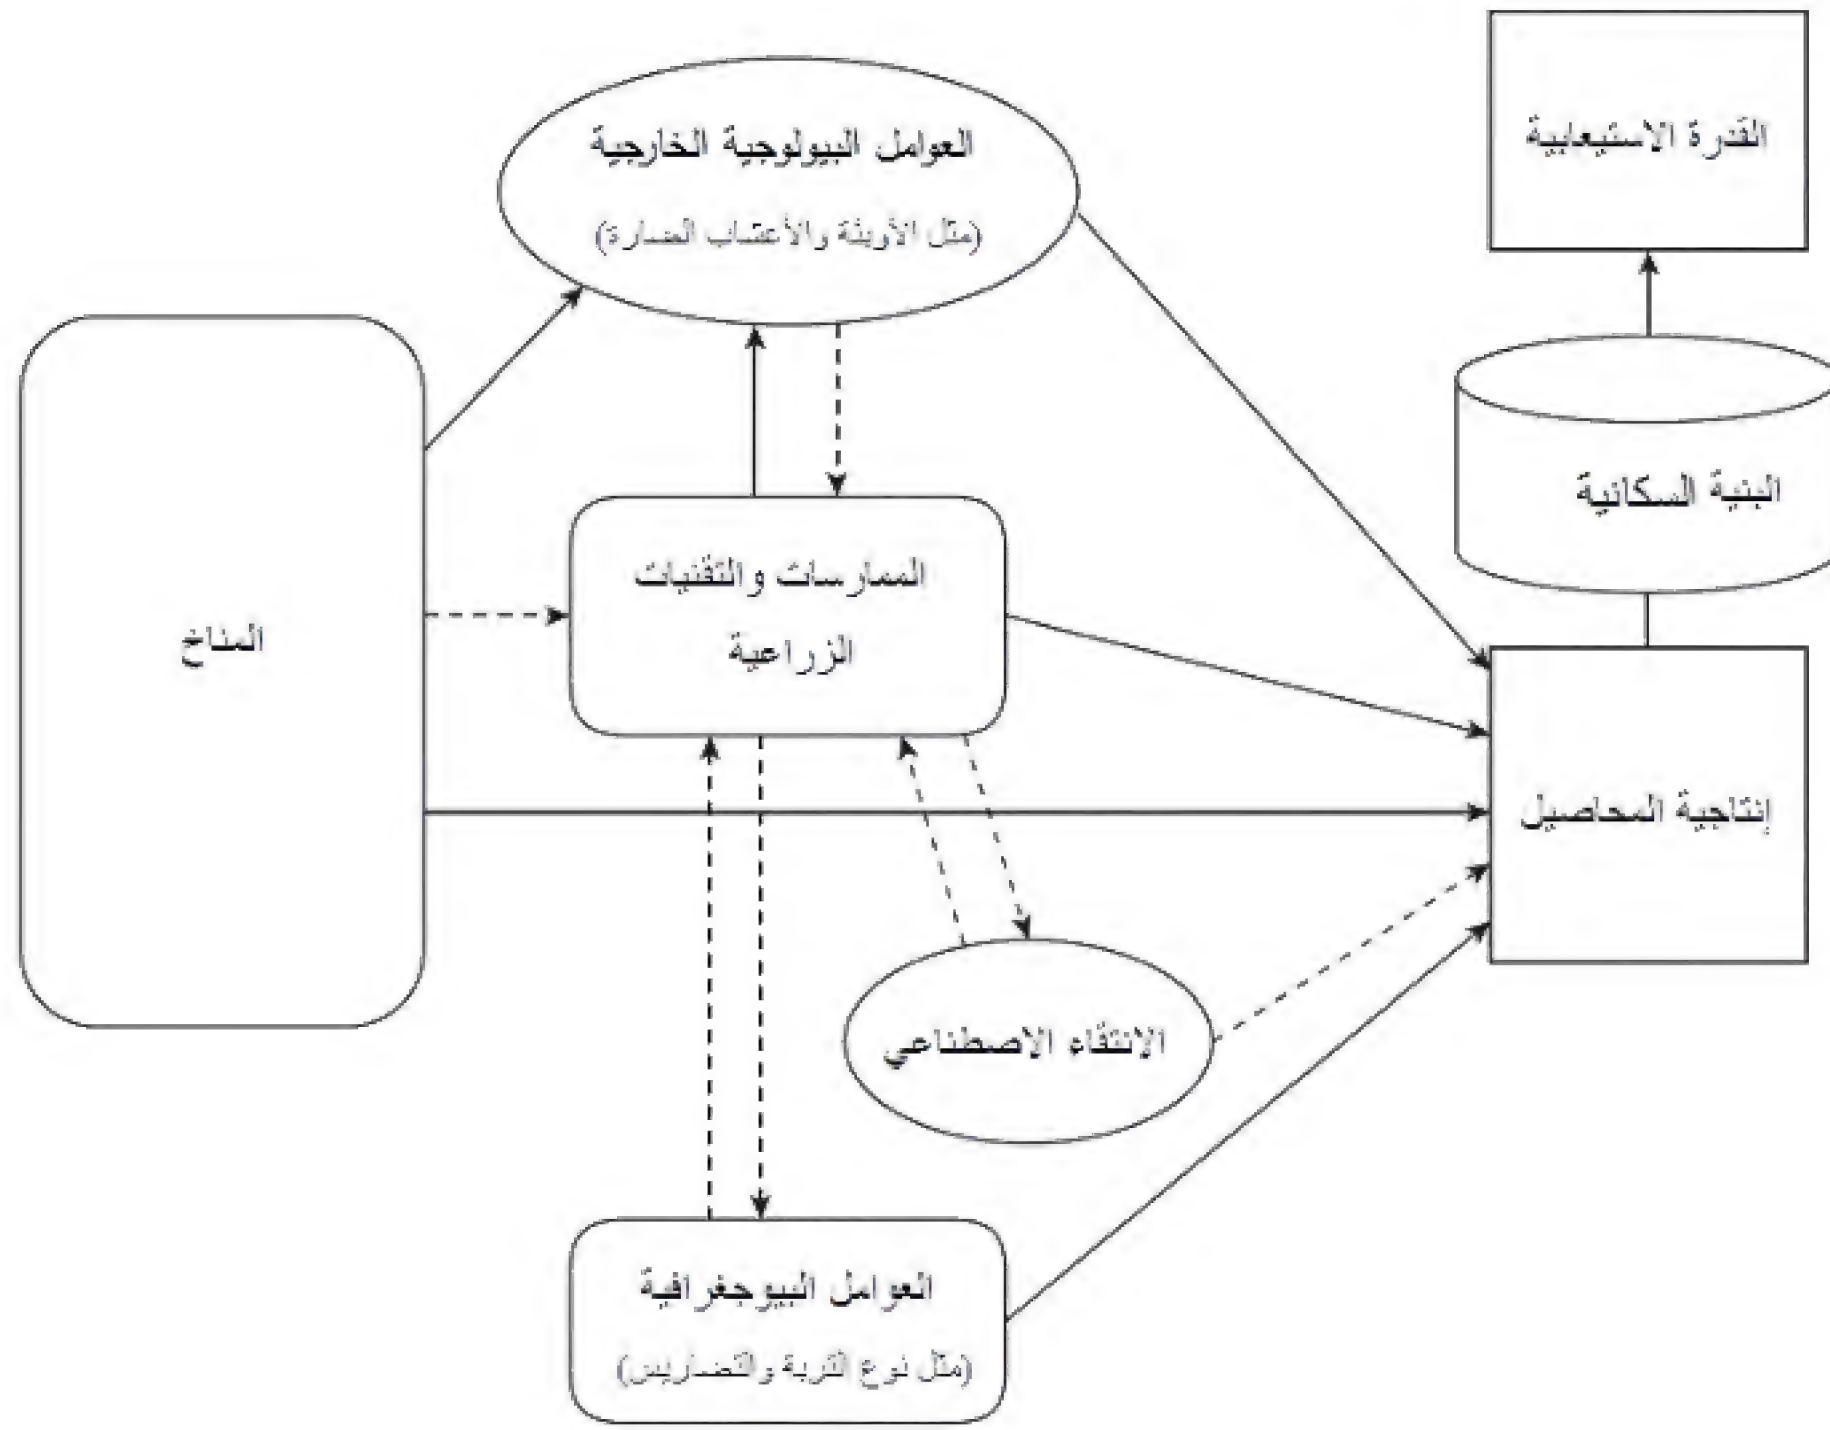 القدرة الاستيعابية
العوامل البيولوجية الخارجية
(مثل الأوبئة والأعشاب الضارة)
البنية السكانية
الممارسات والتقنيات
الزراعية
المناخ
إنتاجية المحاصيل
الانتقاء الاصطناعي
العوامل البيوجغرافية
(مثل نوع التربة والتضاريس)